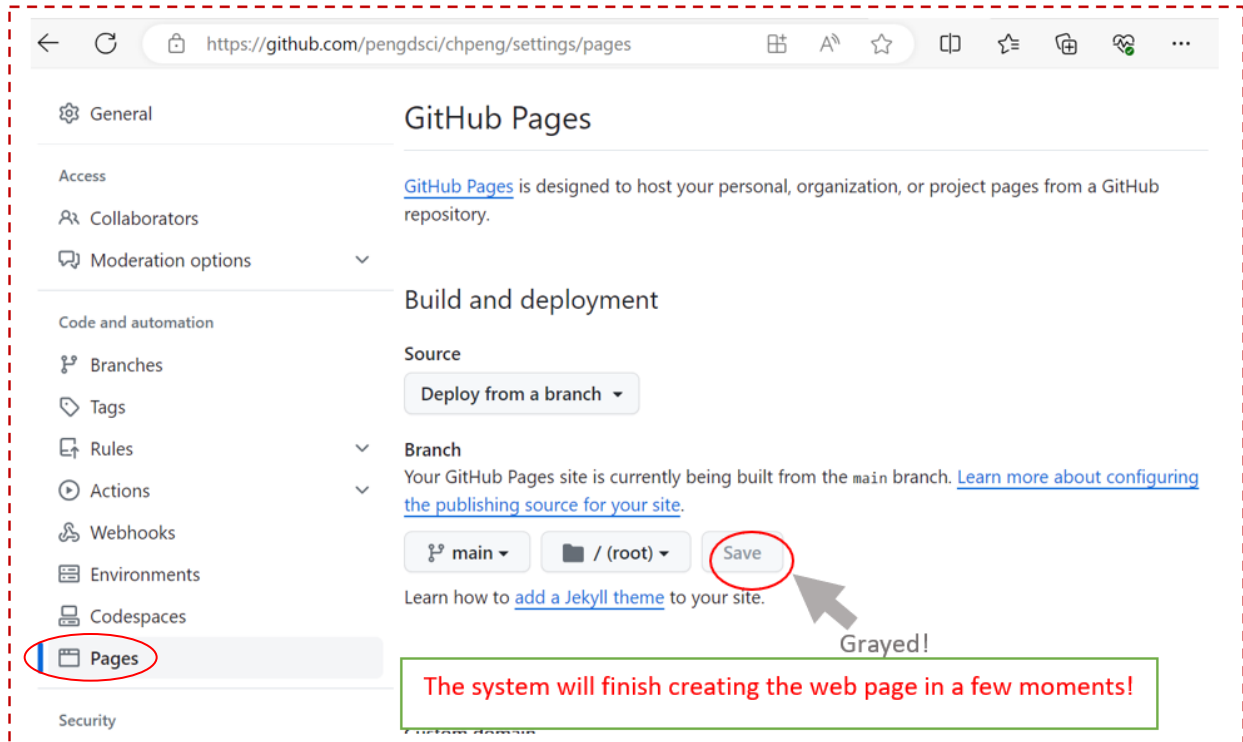 https://github.com/pengdsci/chpeng/settings/pages
General
Access
Collaborators
Moderation options
Code and automation
Branches
Tags
Rules
Actions
Webhooks
Environments
Codespaces
Pages
Security
GitHub Pages
GitHub Pages is designed to host your personal, organization, or project pages from a GitHub
repository.
Build and deployment
Source
Deploy from a branch
Branch
Your GitHub Pages site is currently being built from the main branch. Learn more about configuring
the publishing source for your site.
main / (root) Save
Learn how to add a Jekyll theme to your site.
Grayed!
The system will finish creating the web page in a few moments!
Custom domain